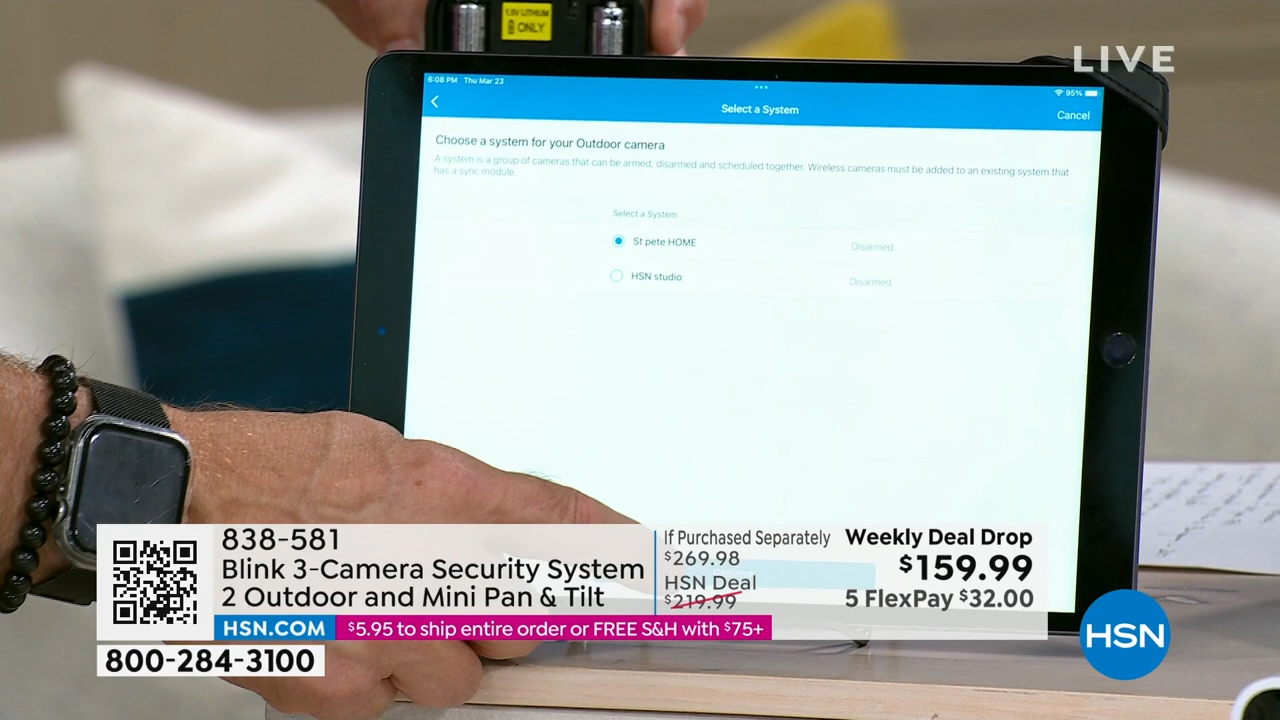 1.5V LITHIUM
ONLY
LIVE
6:08 PM Thu Mar 23
95%
Select a System
Cancel
Choose a system for your Outdoor camera
A system is a group of cameras that can be armed, disarmed and scheduled together. Wireless cameras must be added to an existing system that
has a sync module.
Select a System
St pete HOME Disarmed
HSN studio Disarmed
838-581
Blink 3-Camera Security System
2 Outdoor and Mini Pan & Tilt
If Purchased Separately
$269.98
HSN Deal
$219.99
Weekly Deal Drop
$159.99
5 FlexPay $32.00
HSN.COM $5.95 to ship entire order or FREE S&H with $75+
800-284-3100
HSN